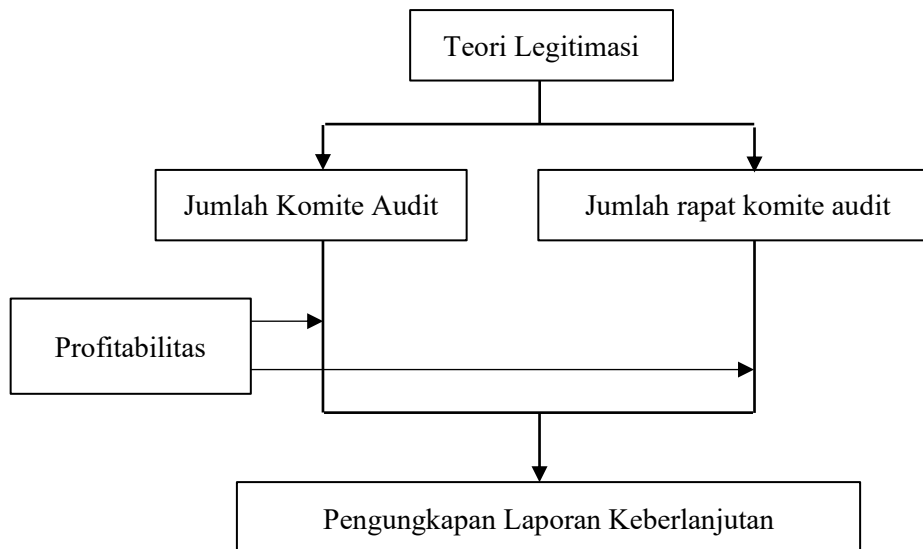 Teori Legitimasi
Jumlah Komite Audit
Jumlah rapat komite audit
Profitabilitas
Pengungkapan Laporan Keberlanjutan